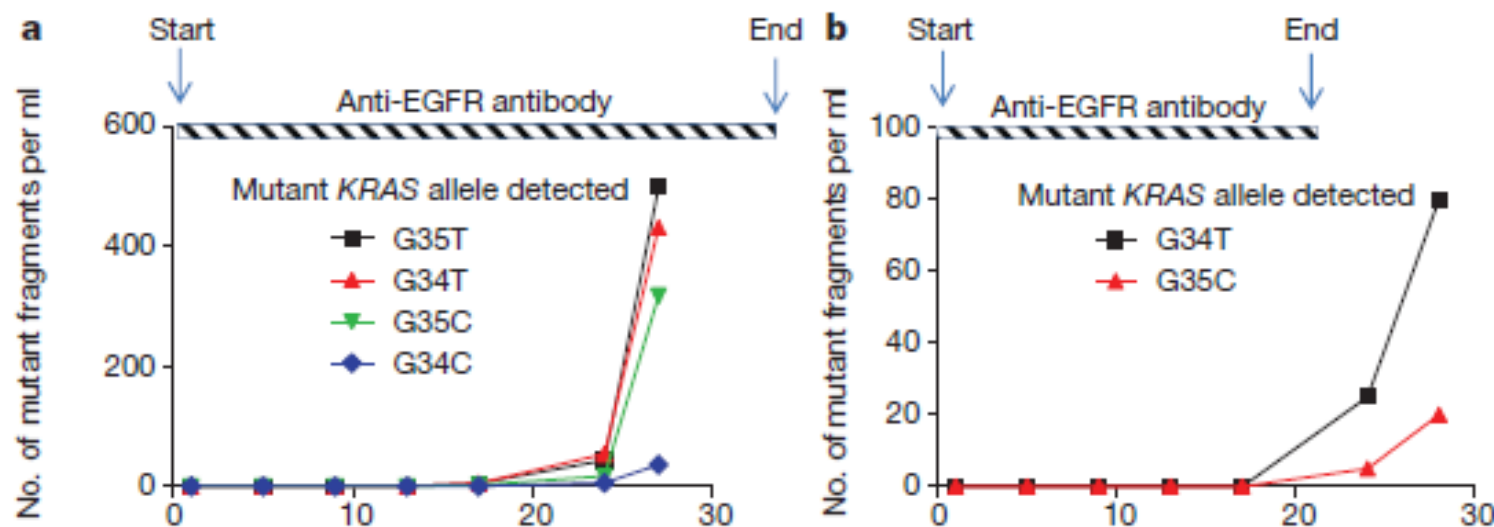 a Start End
Anti-EGFR antibody
No. of mutant fragments per ml
600
400
200
0
Mutant KRAS allele detected
G35T
G34T
G35C
G34C
0 10 20 30
b Start End
Anti-EGFR antibody
No. of mutant fragments per ml
100
80
60
40
20
0
Mutant KRAS allele detected
G34T
G35C
0 10 20 30